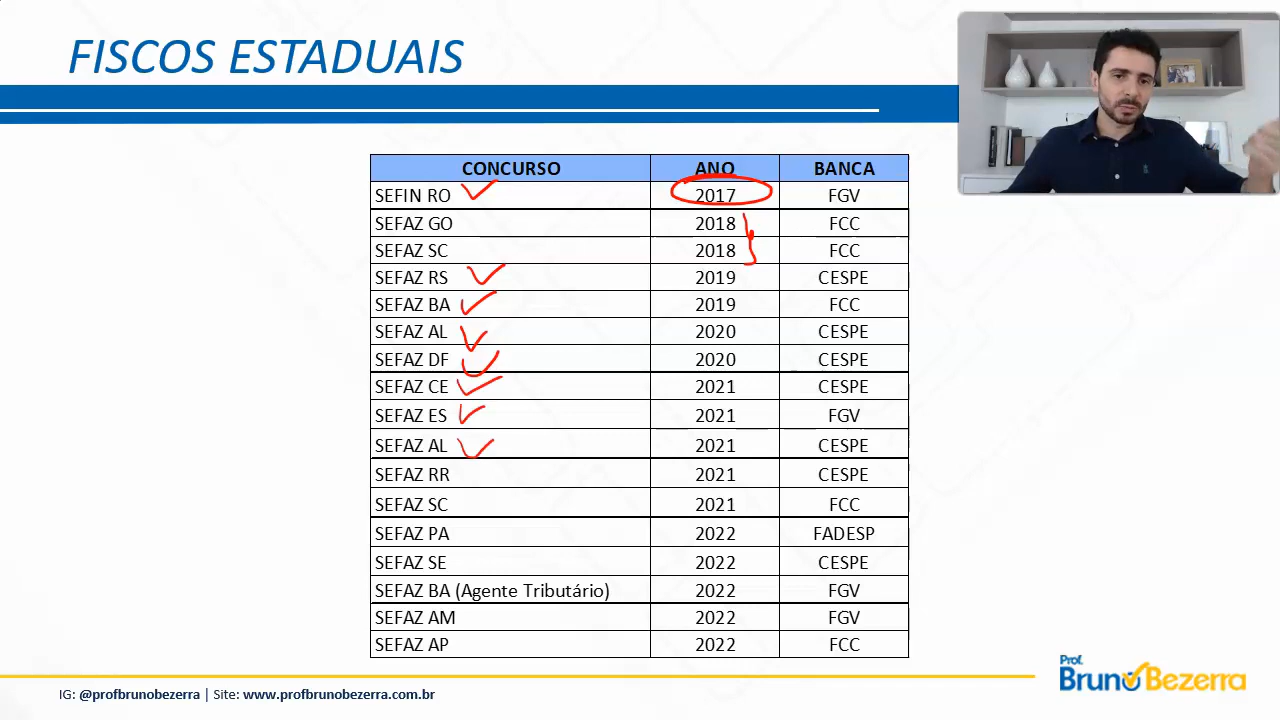 FISCOS ESTADUAIS
CONCURSO ANO BANCA
SEFIN RO 2017 FGV
SEFAZ GO 2018 FCC
SEFAZ SC 2018 FCC
SEFAZ RS 2019 CESPE
SEFAZ BA 2019 FCC
SEFAZ AL 2020 CESPE
SEFAZ DF 2020 CESPE
SEFAZ CE 2021 CESPE
SEFAZ ES 2021 FGV
SEFAZ AL 2021 CESPE
SEFAZ RR 2021 CESPE
SEFAZ SC 2021 FCC
SEFAZ PA 2022 FADESP
SEFAZ SE 2022 CESPE
SEFAZ BA (Agente Tributário) 2022 FGV
SEFAZ AM 2022 FGV
SEFAZ AP 2022 FCC
IG: @profbrunobezerra | Site: www.profbrunobezerra.com.br
Prof.
Bruno Bezerra